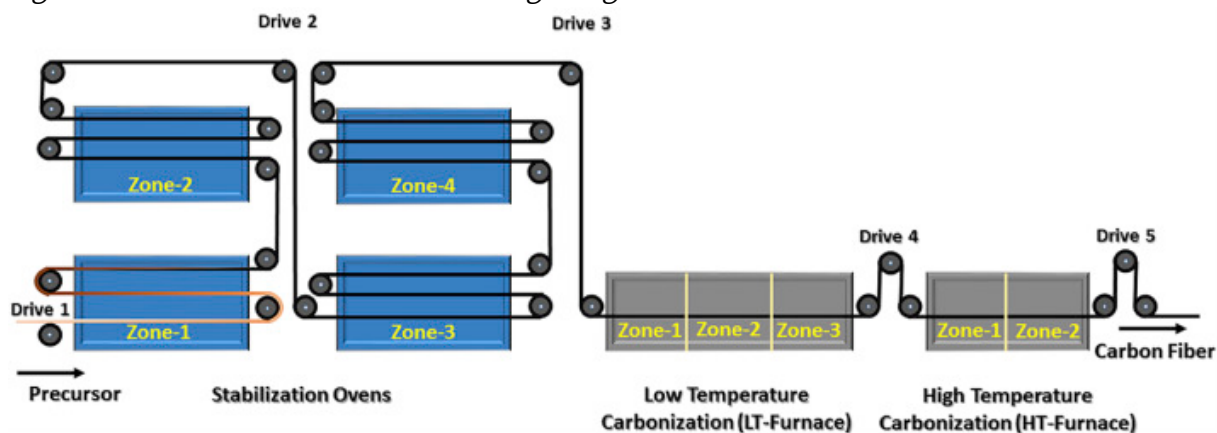 Drive 2
Drive 3
Zone-2
Zone-4
Drive 4
Drive 5
Drive 1
Zone-1
Zone-3
Zone-1
Zone-2
Zone-3
Zone-1
Zone-2
Carbon Fiber
Precursor
Stabilization Ovens
Low Temperature
Carbonization (LT-Furnace)
High Temperature
Carbonization (HT-Furnace)